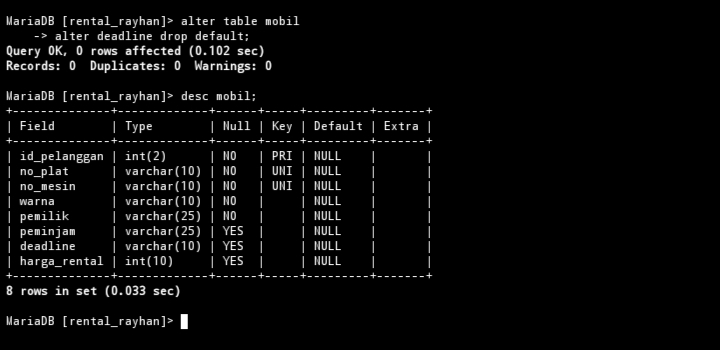 MariaDB [rental_rayhan]> alter table mobil
    -> alter deadline drop default;
Query OK, 0 rows affected (0.102 sec)
Records: 0  Duplicates: 0  Warnings: 0

MariaDB [rental_rayhan]> desc mobil;
+--------------+-------------+------+-----+---------+-------+
| Field        | Type        | Null | Key | Default | Extra |
+--------------+-------------+------+-----+---------+-------+
| id_pelanggan | int(2)      | NO   | PRI | NULL    |       |
| no_plat      | varchar(10) | NO   | UNI | NULL    |       |
| no_mesin     | varchar(10) | NO   | UNI | NULL    |       |
| warna        | varchar(10) | NO   |     | NULL    |       |
| pemilik      | varchar(25) | NO   |     | NULL    |       |
| peminjam     | varchar(25) | YES  |     | NULL    |       |
| deadline     | varchar(10) | YES  |     | NULL    |       |
| harga_rental | int(10)     | YES  |     | NULL    |       |
+--------------+-------------+------+-----+---------+-------+
8 rows in set (0.033 sec)

MariaDB [rental_rayhan]>